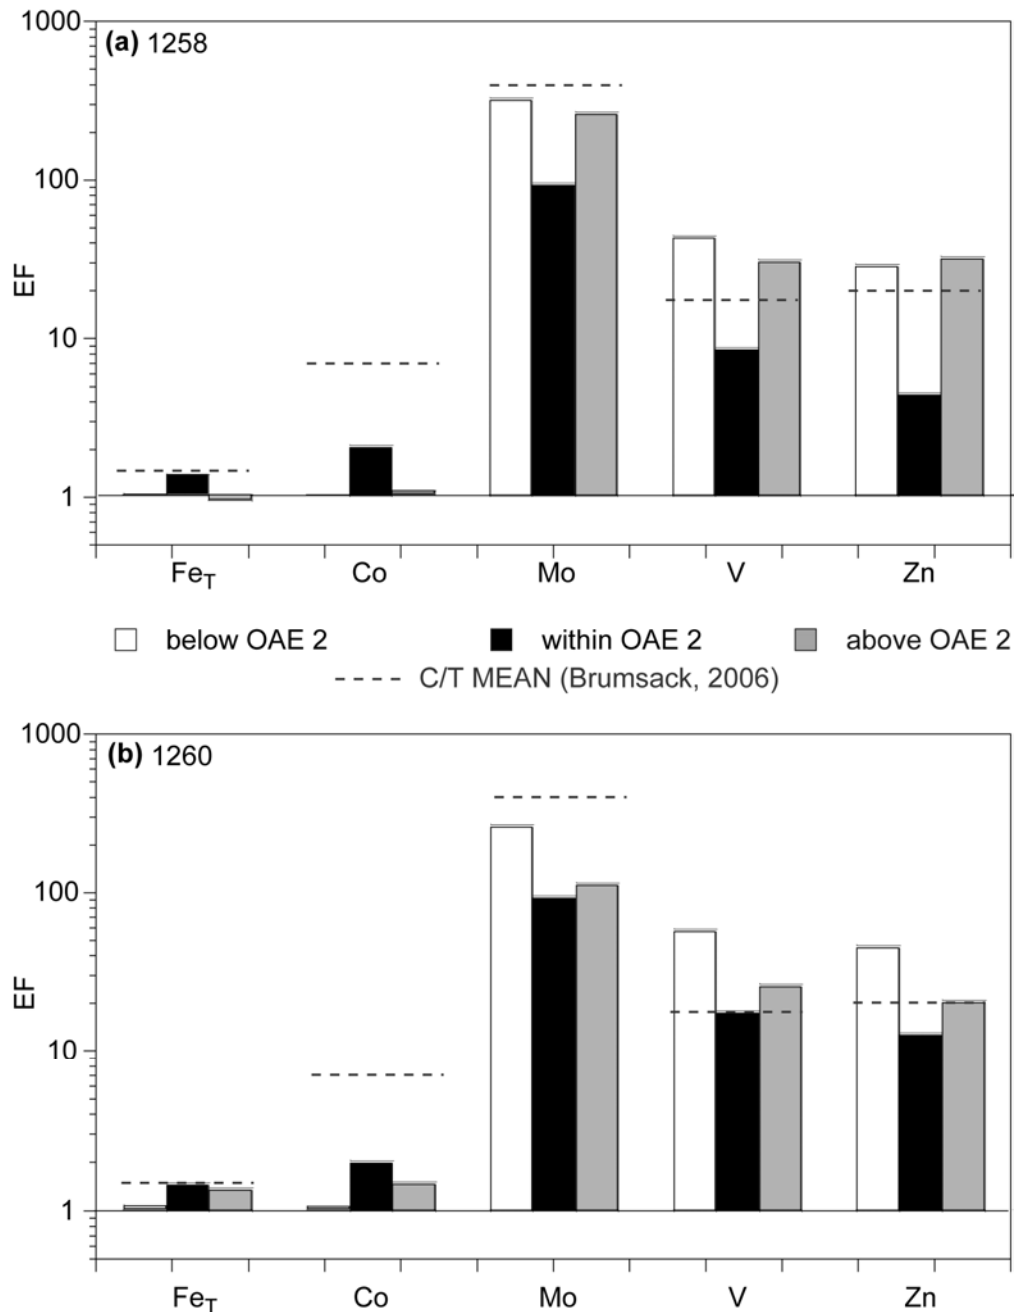 1000
(a) 1258
100
EF
10
1
FeT Co Mo V Zn
below OAE 2 within OAE 2 above OAE 2
C/T MEAN (Brumsack, 2006)
1000
(b) 1260
100
EF
10
1
FeT Co Mo V Zn